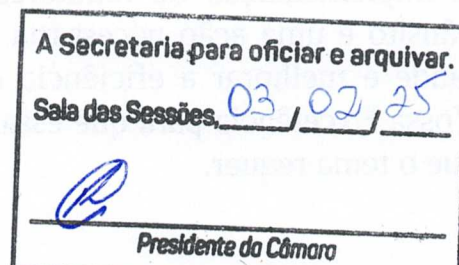 A Secretaria para oficiar e arquivar.
Sala das Sessões, 03 / 02 / 25
Presidente da Câmara